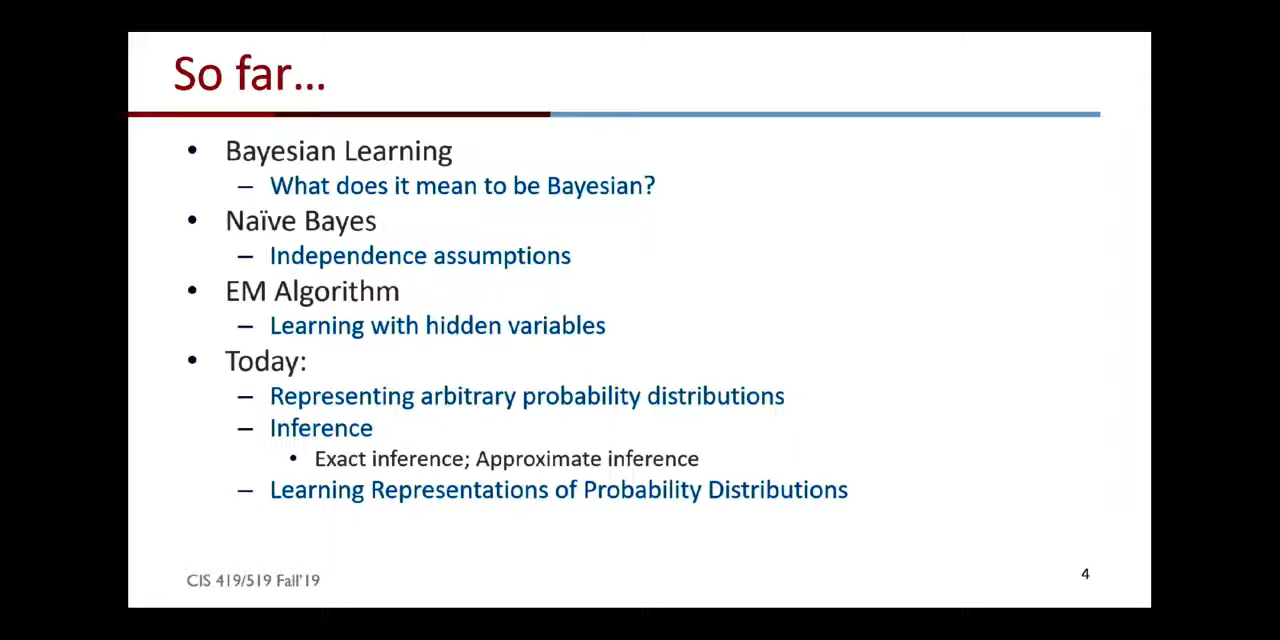 So far...
• Bayesian Learning
– What does it mean to be Bayesian?
• Naïve Bayes
– Independence assumptions
• EM Algorithm
– Learning with hidden variables
• Today:
– Representing arbitrary probability distributions
– Inference
• Exact inference; Approximate inference
– Learning Representations of Probability Distributions
CIS 419/519 Fall'19
4